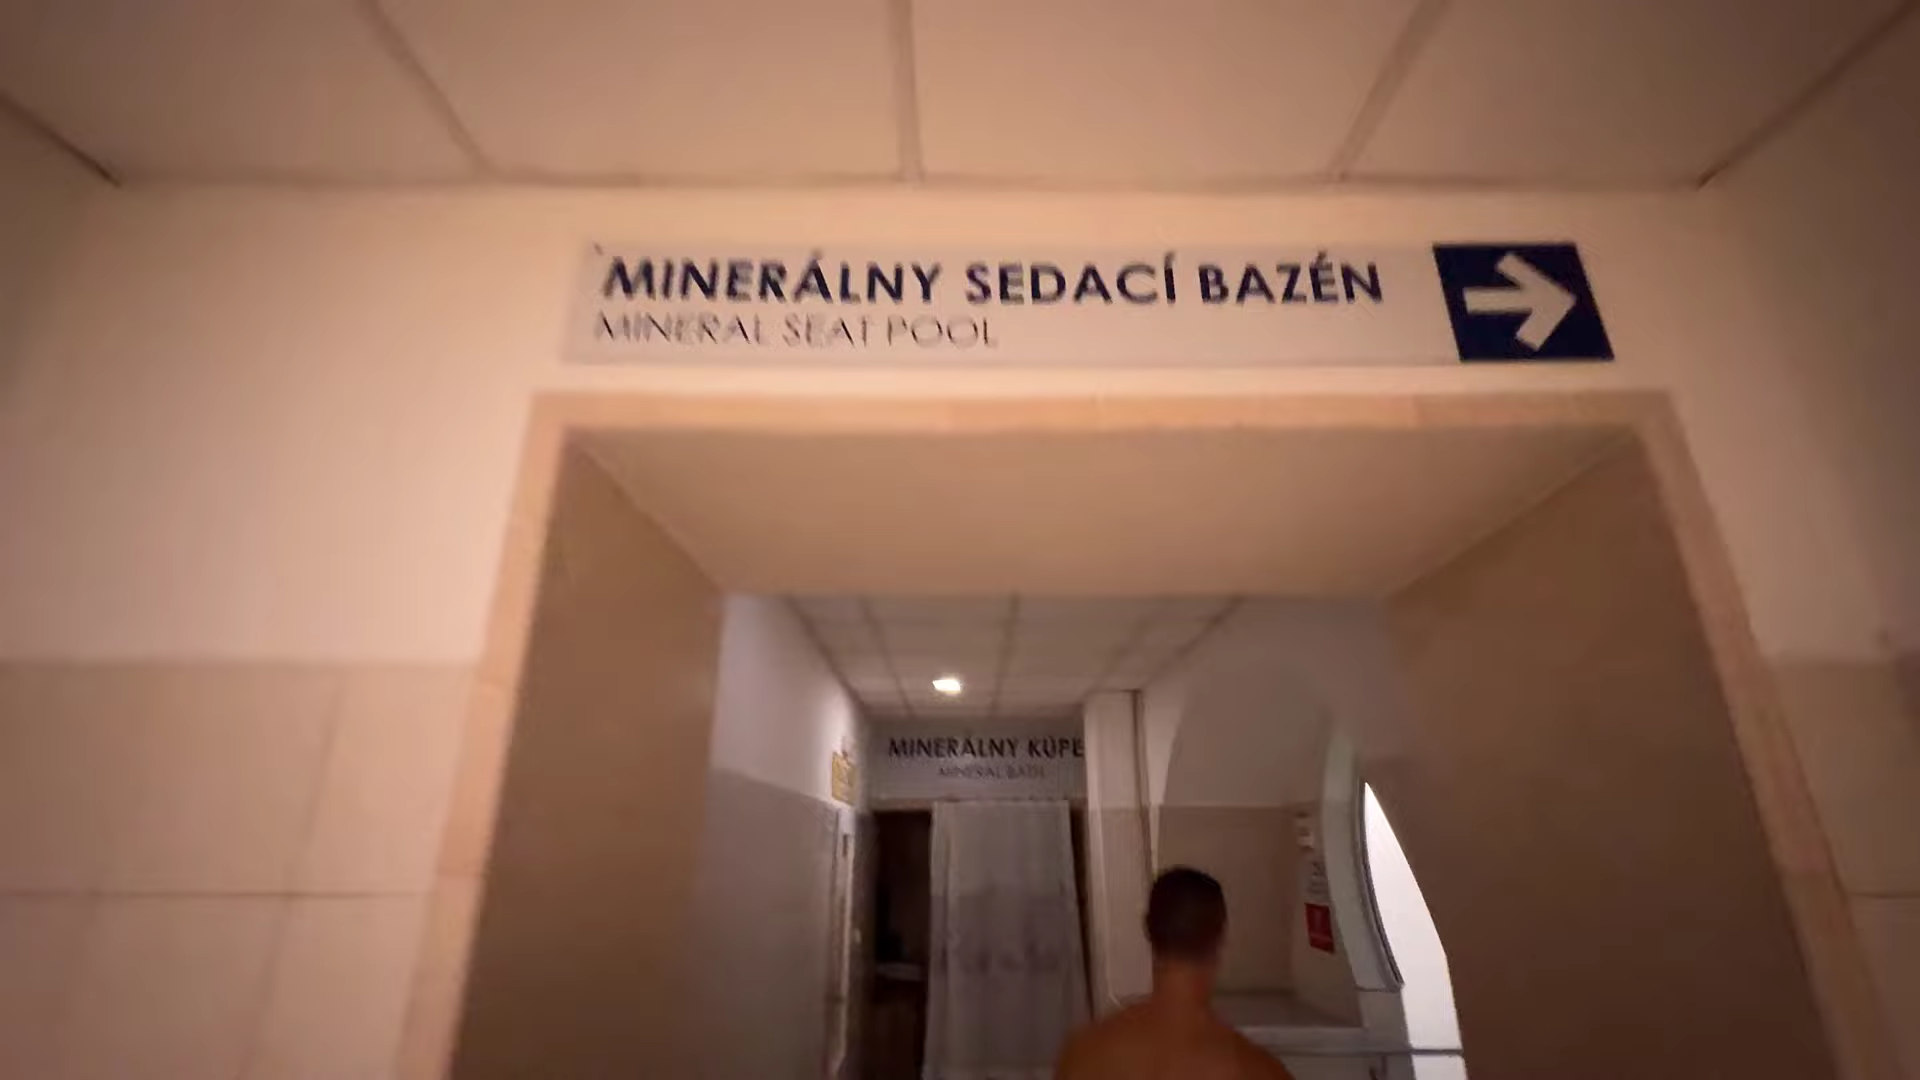 MINERÁLNY SEDACÍ BAZÉN
MINERAL SEAT POOL
MINERÁLNY KÚPE
MINERAL BATH